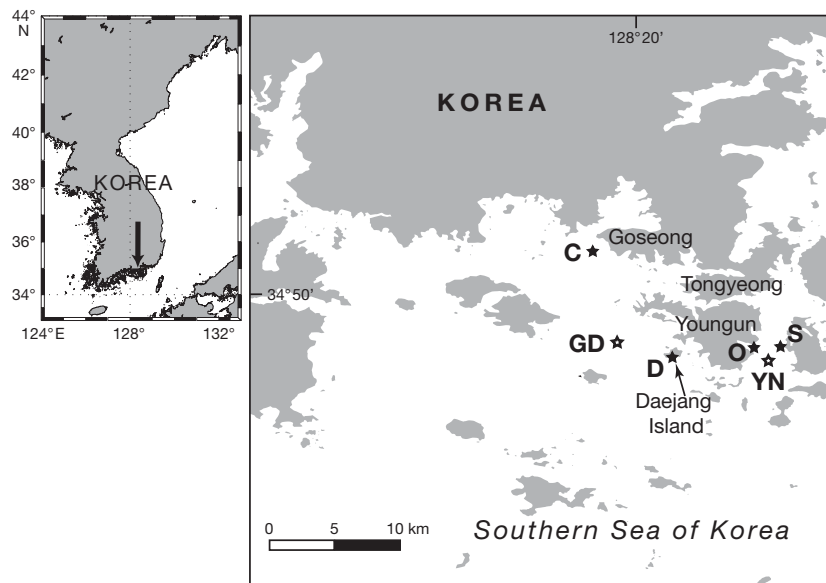 44°
N
42°
40°
38°
36°
34°
124°E
128°
132°
KOREA
128°20'
34°50'
KOREA
Goseong
C
Tongyeong
Youngun
S
O
GD
D
YN
Daejang
Island
0
5
10 km
Southern Sea of Korea